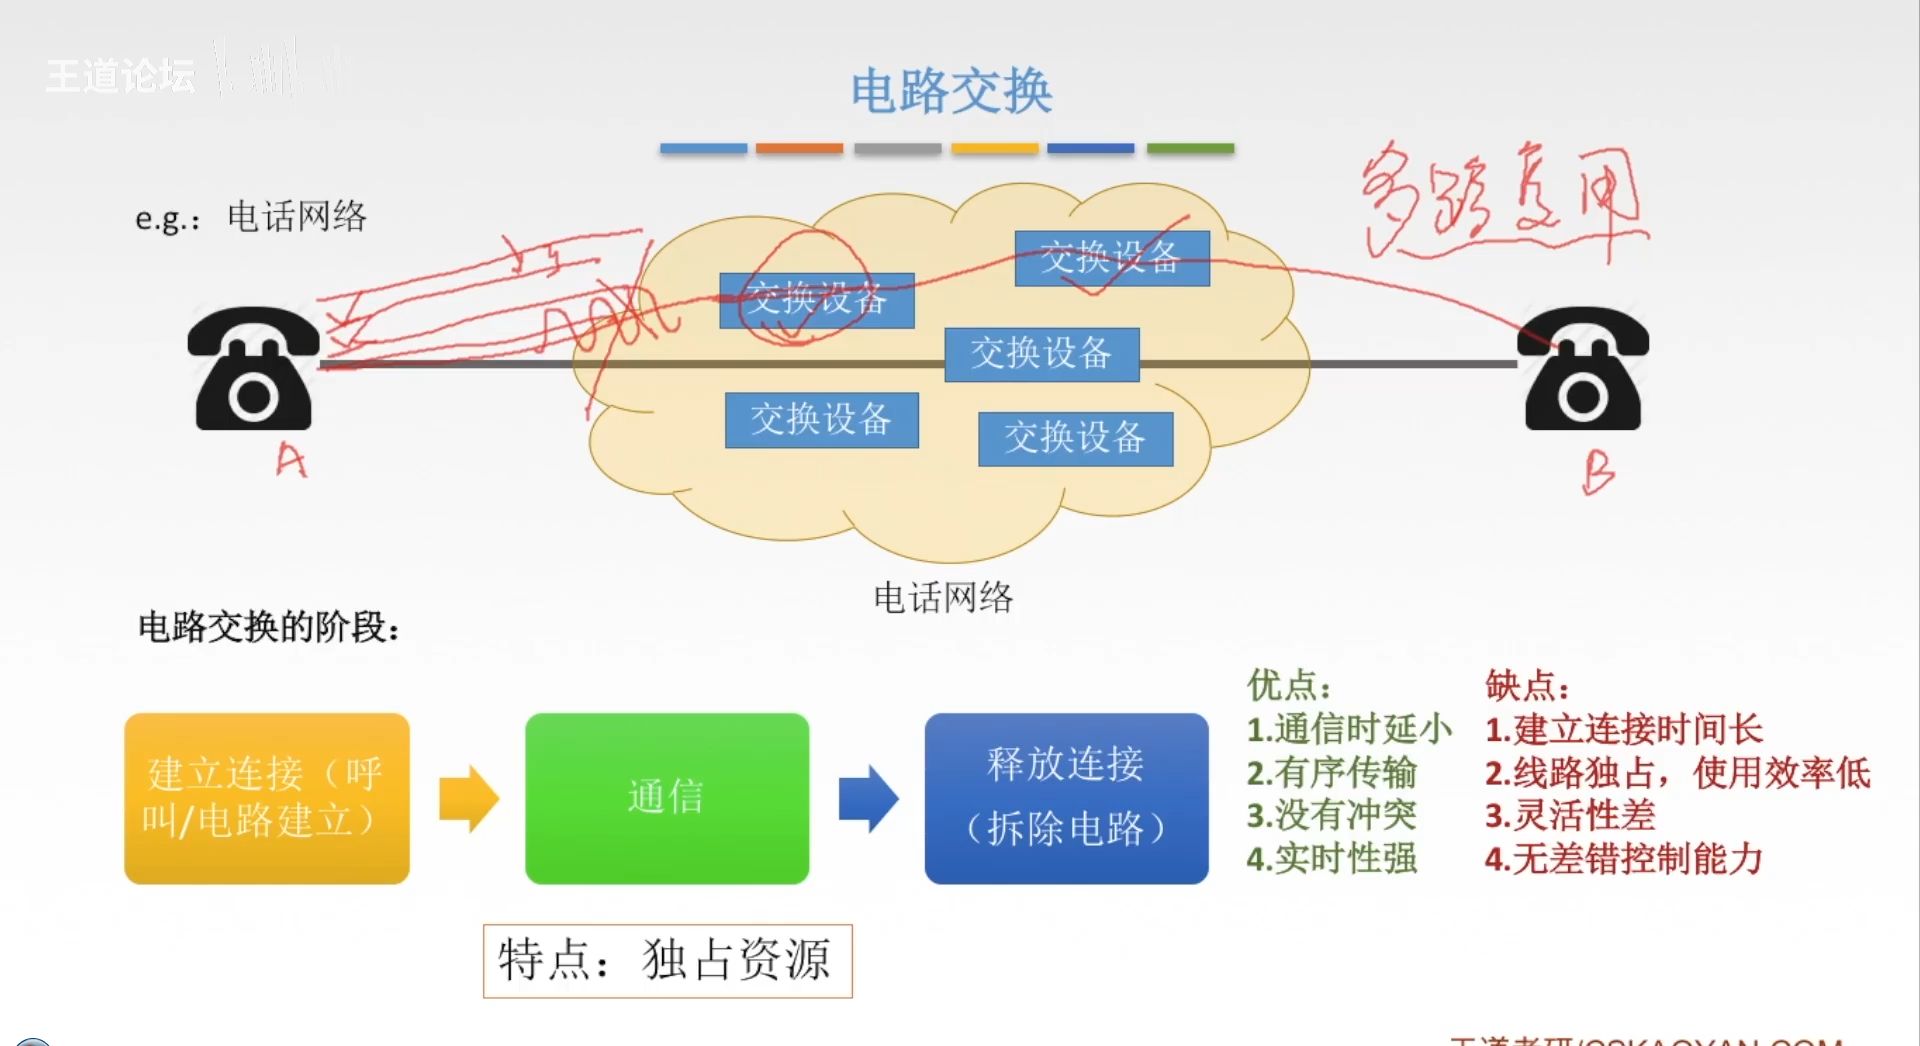 王道论坛
电路交换
多路复用
e.g.：电话网络
交换设备
交换设备
交换设备
交换设备
交换设备
A
B
电话网络
电路交换的阶段：
建立连接（呼
叫/电路建立）
通信
释放连接
（拆除电路）
优点：
1.通信时延小
2.有序传输
3.没有冲突
4.实时性强
缺点：
1.建立连接时间长
2.线路独占，使用效率低
3.灵活性差
4.无差错控制能力
特点：独占资源
王道考研/CSKAOYAN.COM